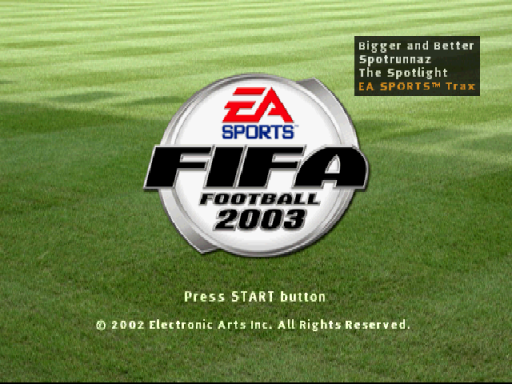 Bigger and Better
Spotrunnaz
The Spotlight
EA SPORTS™ Trax
EA
SPORTS™
FIFA
FOOTBALL
2003
Press START button
© 2002 Electronic Arts Inc. All Rights Reserved.